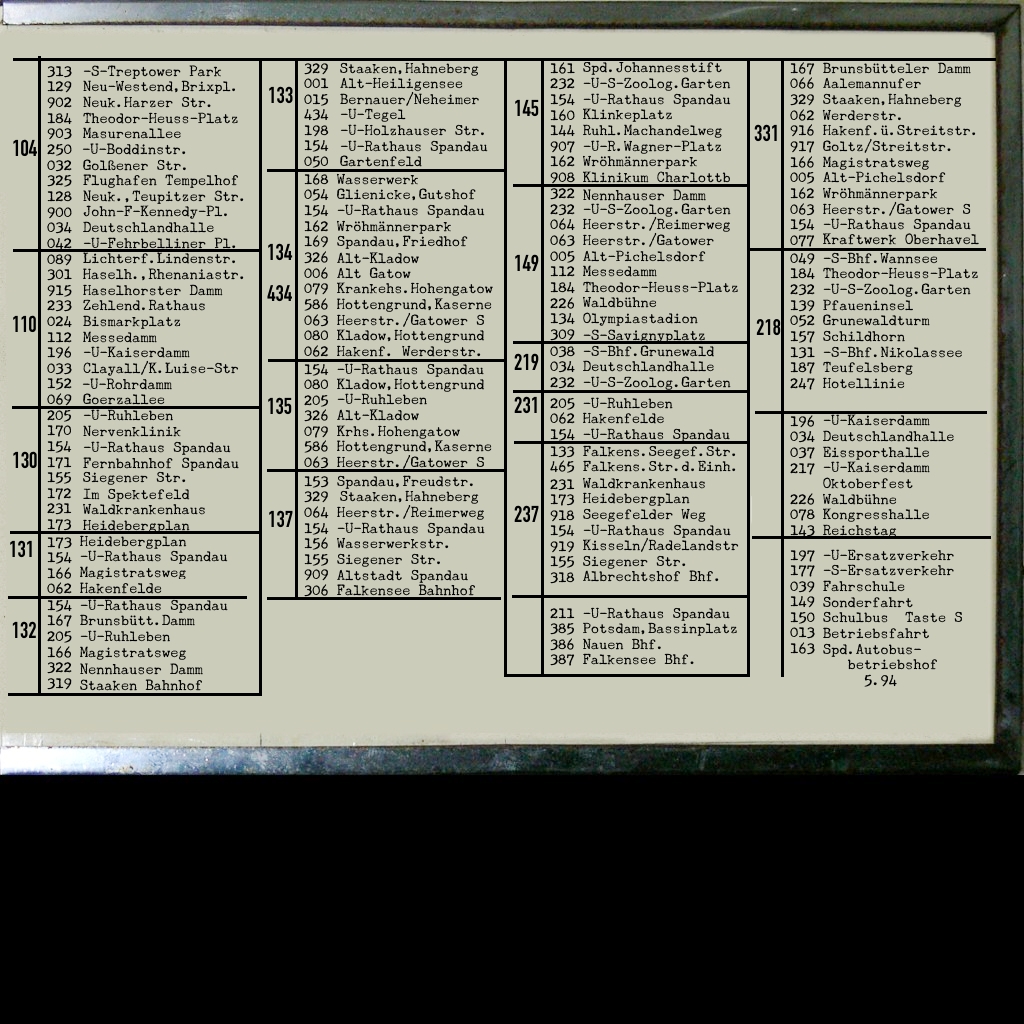 104
313 -S-Treptower Park
129 Neu-Westend,Brixpl.
902 Neuk.Harzer Str.
184 Theodor-Heuss-Platz
903 Masurenallee
250 -U-Boddinstr.
032 Golßener Str.
325 Flughafen Tempelhof
128 Neuk.,Teupitzer Str.
900 John-F-Kennedy-Pl.
034 Deutschlandhalle
042 -U-Fehrbelliner Pl.
110
089 Lichterf.Lindenstr.
301 Haselh.,Rhenaniastr.
915 Haselhorster Damm
233 Zehlend.Rathaus
024 Bismarkplatz
112 Messedamm
196 -U-Kaiserdamm
033 Clayall/K.Luise-Str
152 -U-Rohrdamm
069 Goerzallee
130
205 -U-Ruhleben
170 Nervenklinik
154 -U-Rathaus Spandau
171 Fernbahnhof Spandau
155 Siegener Str.
172 Im Spektefeld
231 Waldkrankenhaus
173 Heidebergplan
131
173 Heidebergplan
154 -U-Rathaus Spandau
166 Magistratsweg
062 Hakenfelde
132
154 -U-Rathaus Spandau
167 Brunsbütt.Damm
205 -U-Ruhleben
166 Magistratsweg
322 Nennhauser Damm
319 Staaken Bahnhof
133
329 Staaken,Hahneberg
001 Alt-Heiligensee
015 Bernauer/Neheimer
434 -U-Tegel
198 -U-Holzhauser Str.
154 -U-Rathaus Spandau
050 Gartenfeld
134
434
168 Wasserwerk
054 Glienicke,Gutshof
154 -U-Rathaus Spandau
162 Wröhmännerpark
169 Spandau,Friedhof
326 Alt-Kladow
006 Alt Gatow
079 Krankehs.Hohengatow
586 Hottengrund,Kaserne
063 Heerstr./Gatower S
080 Kladow,Hottengrund
062 Hakenf. Werderstr.
135
154 -U-Rathaus Spandau
080 Kladow,Hottengrund
205 -U-Ruhleben
326 Alt-Kladow
079 Krhs.Hohengatow
586 Hottengrund,Kaserne
063 Heerstr./Gatower S
137
153 Spandau,Freudstr.
329 Staaken,Hahneberg
064 Heerstr./Reimerweg
154 -U-Rathaus Spandau
156 Wasserwerkstr.
155 Siegener Str.
909 Altstadt Spandau
306 Falkensee Bahnhof
145
161 Spd.Johannesstift
232 -U-S-Zoolog.Garten
154 -U-Rathaus Spandau
160 Klinkeplatz
144 Ruhl.Machandelweg
907 -U-R.Wagner-Platz
162 Wröhmännerpark
908 Klinikum Charlottb
149
322 Nennhauser Damm
232 -U-S-Zoolog.Garten
064 Heerstr./Reimerweg
063 Heerstr./Gatower
005 Alt-Pichelsdorf
112 Messedamm
184 Theodor-Heuss-Platz
226 Waldbühne
134 Olympiastadion
309 -S-Savignyplatz
219
038 -S-Bhf.Grunewald
034 Deutschlandhalle
232 -U-S-Zoolog.Garten
231
205 -U-Ruhleben
062 Hakenfelde
154 -U-Rathaus Spandau
237
133 Falkens.Seegef.Str.
465 Falkens.Str.d.Einh.
231 Waldkrankenhaus
173 Heidebergplan
918 Seegefelder Weg
154 -U-Rathaus Spandau
919 Kisseln/Radelandstr
155 Siegener Str.
318 Albrechtshof Bhf.
211 -U-Rathaus Spandau
385 Potsdam,Bassinplatz
386 Nauen Bhf.
387 Falkensee Bhf.
331
167 Brunsbütteler Damm
066 Aalemannufer
329 Staaken,Hahneberg
062 Werderstr.
916 Hakenf.ü.Streitstr.
917 Goltz/Streitstr.
166 Magistratsweg
005 Alt-Pichelsdorf
162 Wröhmännerpark
063 Heerstr./Gatower S
154 -U-Rathaus Spandau
077 Kraftwerk Oberhavel
218
049 -S-Bhf.Wannsee
184 Theodor-Heuss-Platz
232 -U-S-Zoolog.Garten
139 Pfaueninsel
052 Grunewaldturm
157 Schildhorn
131 -S-Bhf.Nikolassee
187 Teufelsberg
247 Hotellinie
196 -U-Kaiserdamm
034 Deutschlandhalle
037 Eissporthalle
217 -U-Kaiserdamm
Oktoberfest
226 Waldbühne
078 Kongresshalle
143 Reichstag
197 -U-Ersatzverkehr
177 -S-Ersatzverkehr
039 Fahrschule
149 Sonderfahrt
150 Schulbus Taste S
013 Betriebsfahrt
163 Spd.Autobus-
betriebshof
5.94